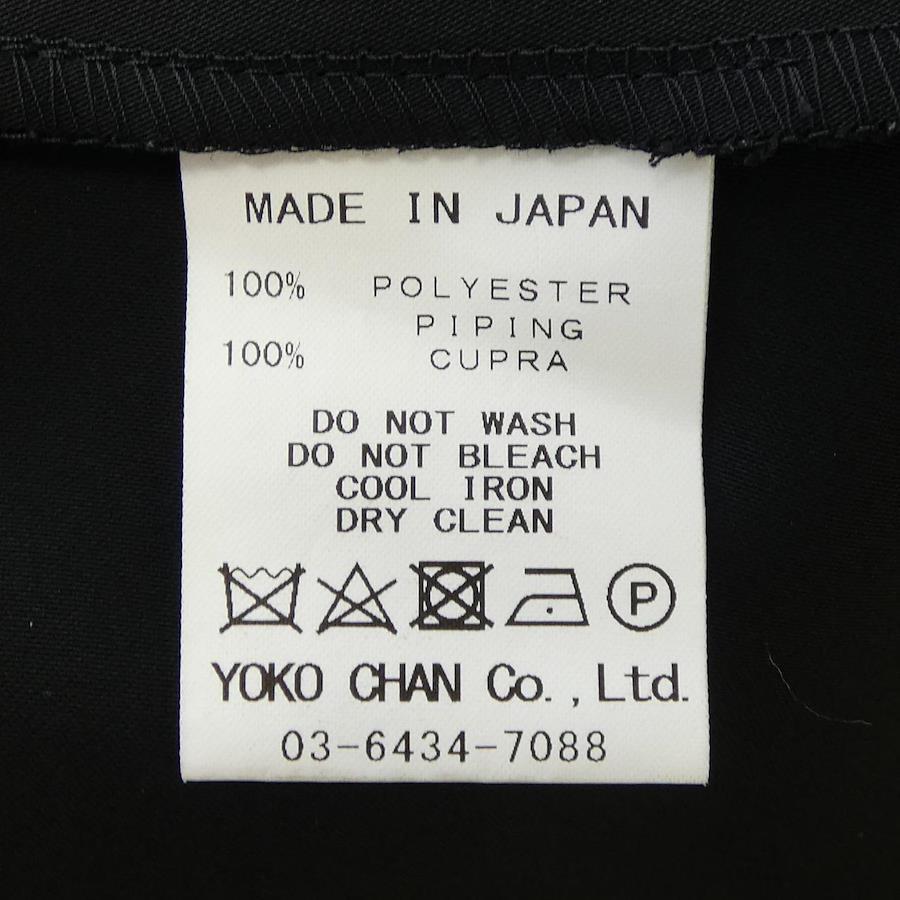 MADE IN JAPAN
100% POLYESTER
PIPING
100% CUPRA
DO NOT WASH
DO NOT BLEACH
COOL IRON
DRY CLEAN
P
YOKO CHAN Co.,Ltd.
03-6434-7088